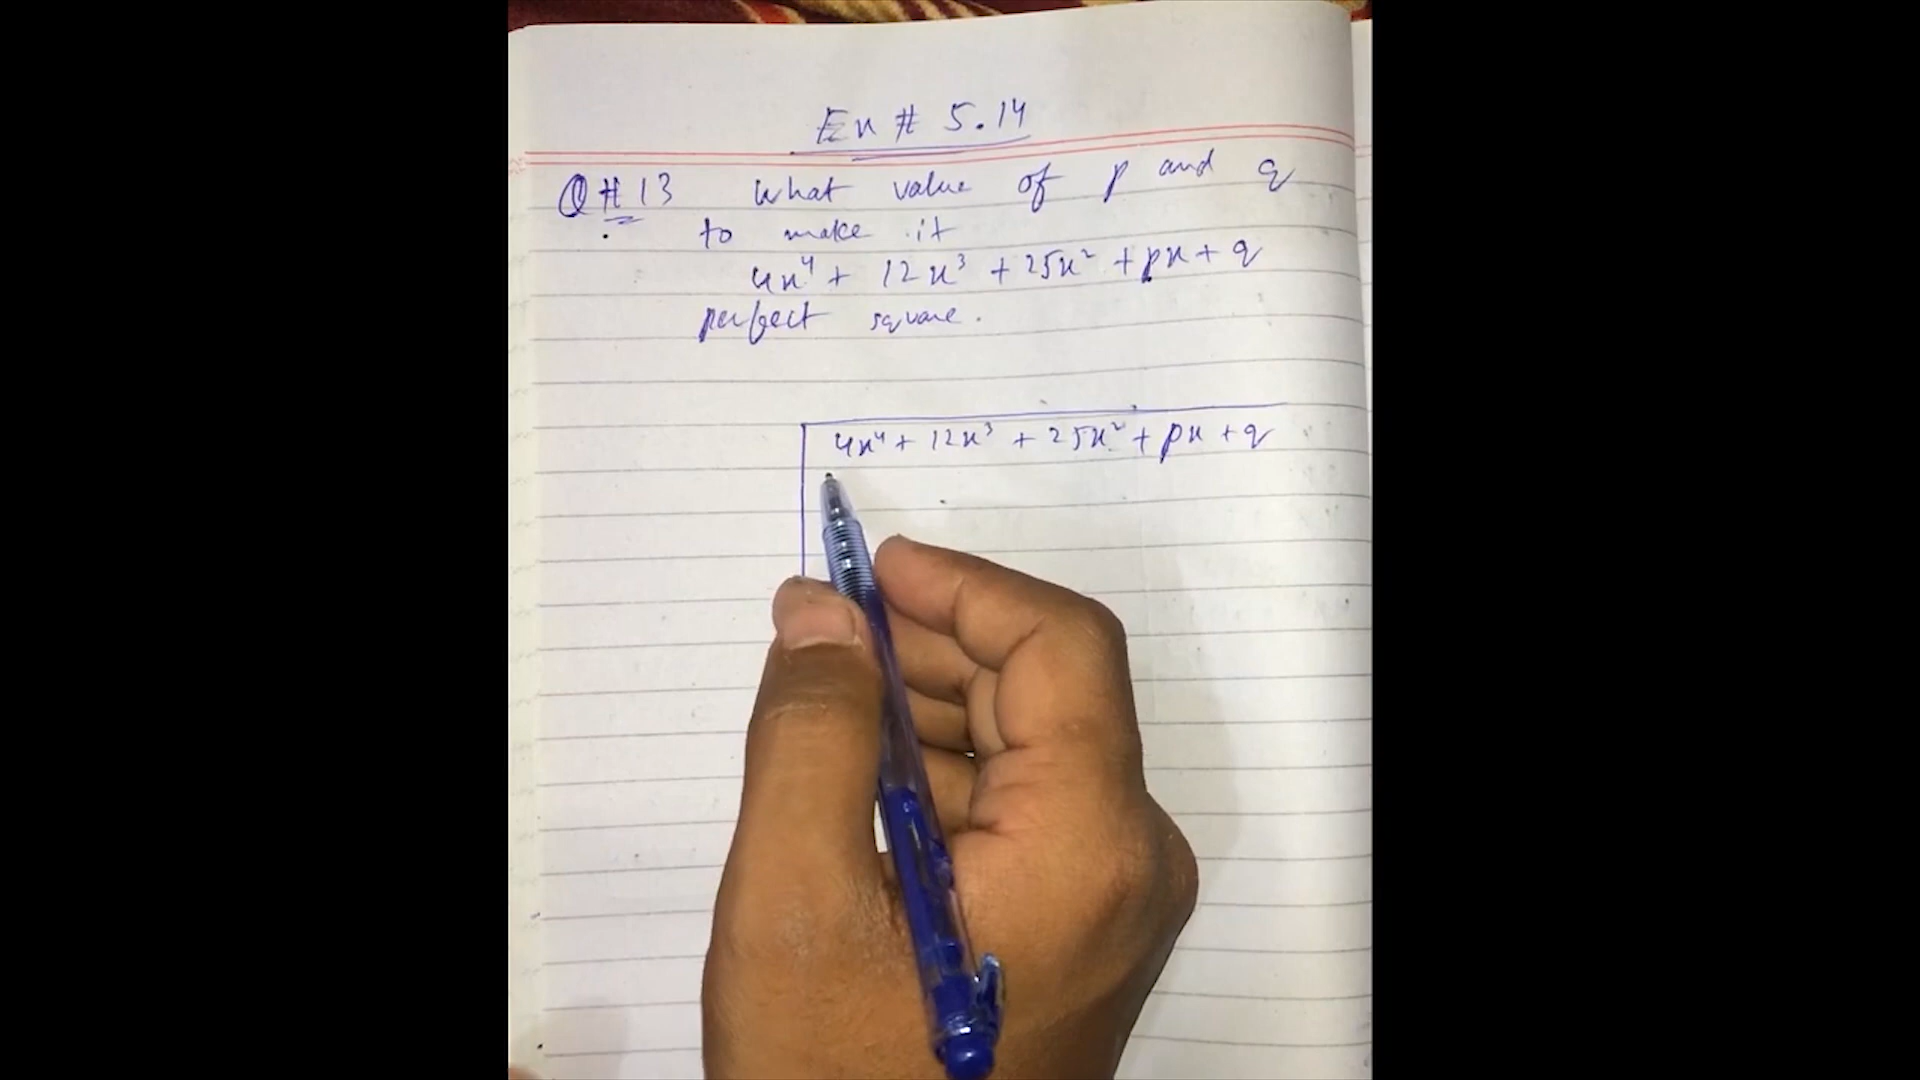 Ex # 5.14
Q # 13 What value of p and q
to make it
4x⁴ + 12x³ + 25x² + px + q
perfect square.
4x⁴ + 12x³ + 25x² + px + q